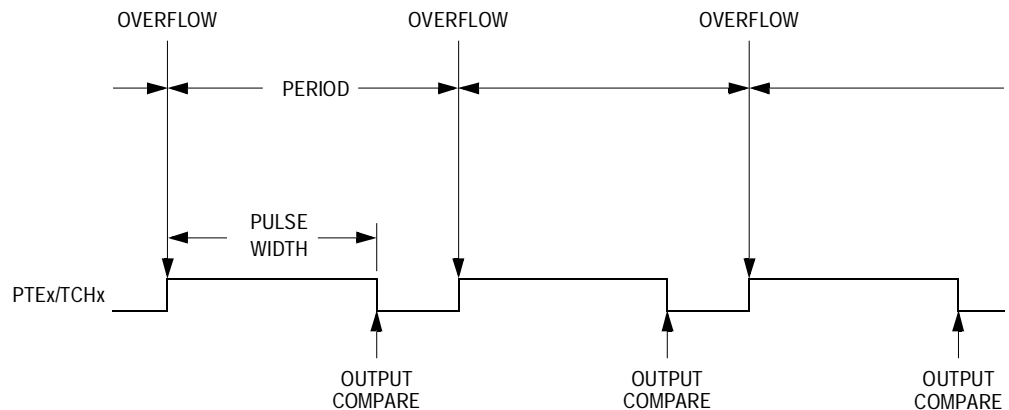 OVERFLOW
OVERFLOW
OVERFLOW
PERIOD
PULSE
WIDTH
PTEx/TCHx
OUTPUT
COMPARE
OUTPUT
COMPARE
OUTPUT
COMPARE